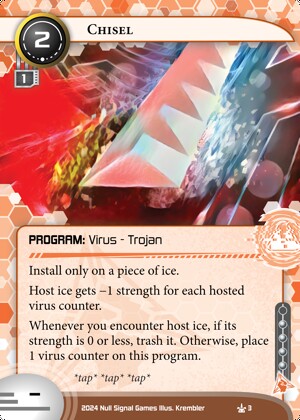 2
Chisel
1
PROGRAM: Virus - Trojan
Install only on a piece of ice.
Host ice gets −1 strength for each hosted
virus counter.
Whenever you encounter host ice, if its
strength is 0 or less, trash it. Otherwise, place
1 virus counter on this program.
*tap* *tap* *tap*
-
2024 Null Signal Games Illus. Krembler
3